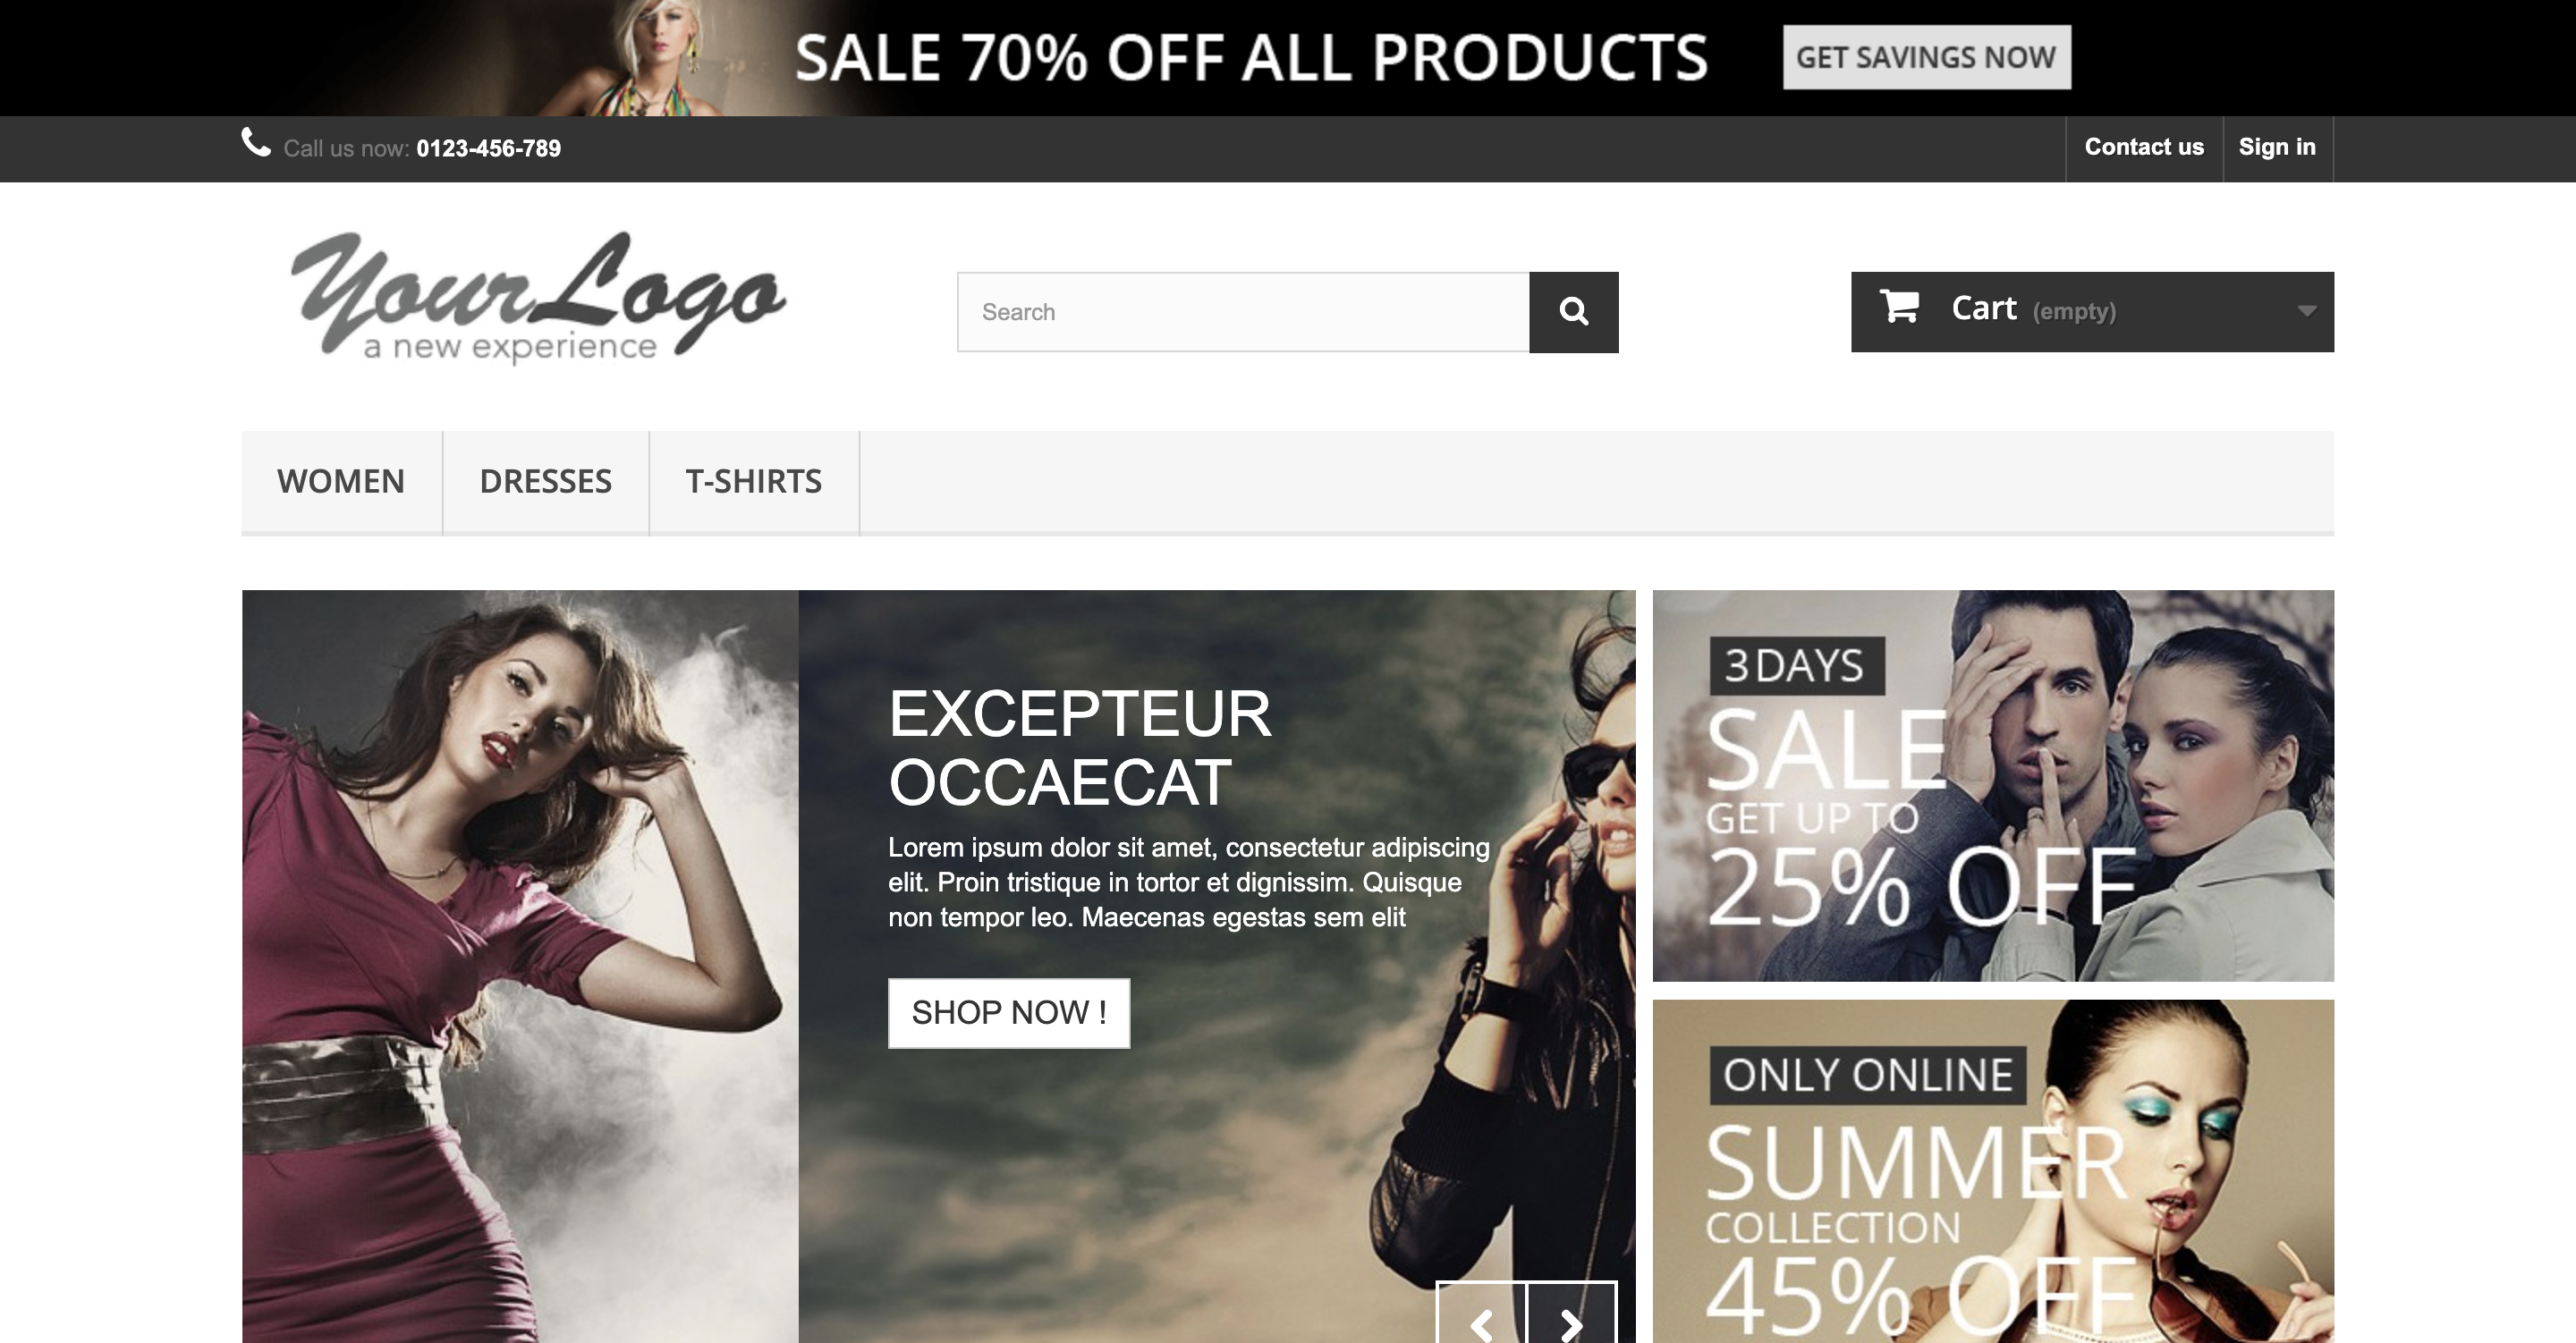 SALE 70% OFF ALL PRODUCTS
GET SAVINGS NOW
Call us now: 0123-456-789
Contact us
Sign in
YourLogo
a new experience
Search
Cart (empty)
WOMEN
DRESSES
T-SHIRTS
EXCEPTEUR
OCCAECAT
Lorem ipsum dolor sit amet, consectetur adipiscing
elit. Proin tristique in tortor et dignissim. Quisque
non tempor leo. Maecenas egestas sem elit
SHOP NOW !
3 DAYS
SALE
GET UP TO
25% OFF
ONLY ONLINE
SUMMER
COLLECTION
45% OFF